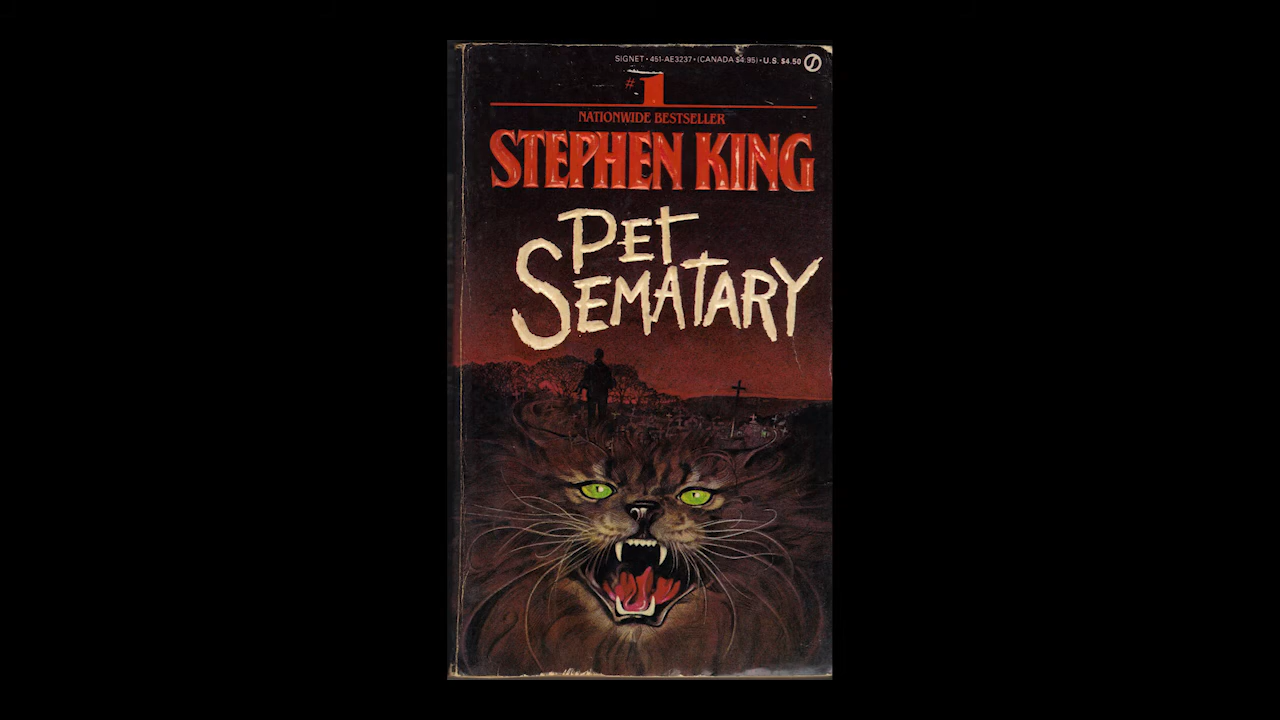 SIGNET • 451-AE3237 • (CANADA $4.95) • U.S. $4.50
#1
NATIONWIDE BESTSELLER
STEPHEN KING
PET
SEMATARY